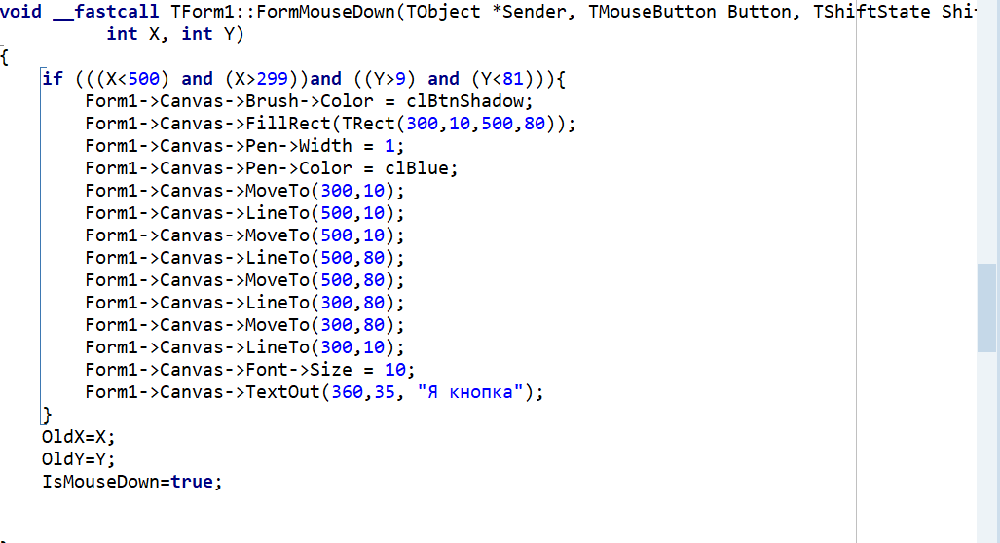 void __fastcall TForm1::FormMouseDown(TObject *Sender, TMouseButton Button, TShiftState Shi
int X, int Y)
{
if (((X<500) and (X>299))and ((Y>9) and (Y<81))){
Form1->Canvas->Brush->Color = clBtnShadow;
Form1->Canvas->FillRect(TRect(300,10,500,80));
Form1->Canvas->Pen->Width = 1;
Form1->Canvas->Pen->Color = clBlue;
Form1->Canvas->MoveTo(300,10);
Form1->Canvas->LineTo(500,10);
Form1->Canvas->MoveTo(500,10);
Form1->Canvas->LineTo(500,80);
Form1->Canvas->MoveTo(500,80);
Form1->Canvas->LineTo(300,80);
Form1->Canvas->MoveTo(300,80);
Form1->Canvas->LineTo(300,10);
Form1->Canvas->Font->Size = 10;
Form1->Canvas->TextOut(360,35, "Я кнопка");
}
OldX=X;
OldY=Y;
IsMouseDown=true;